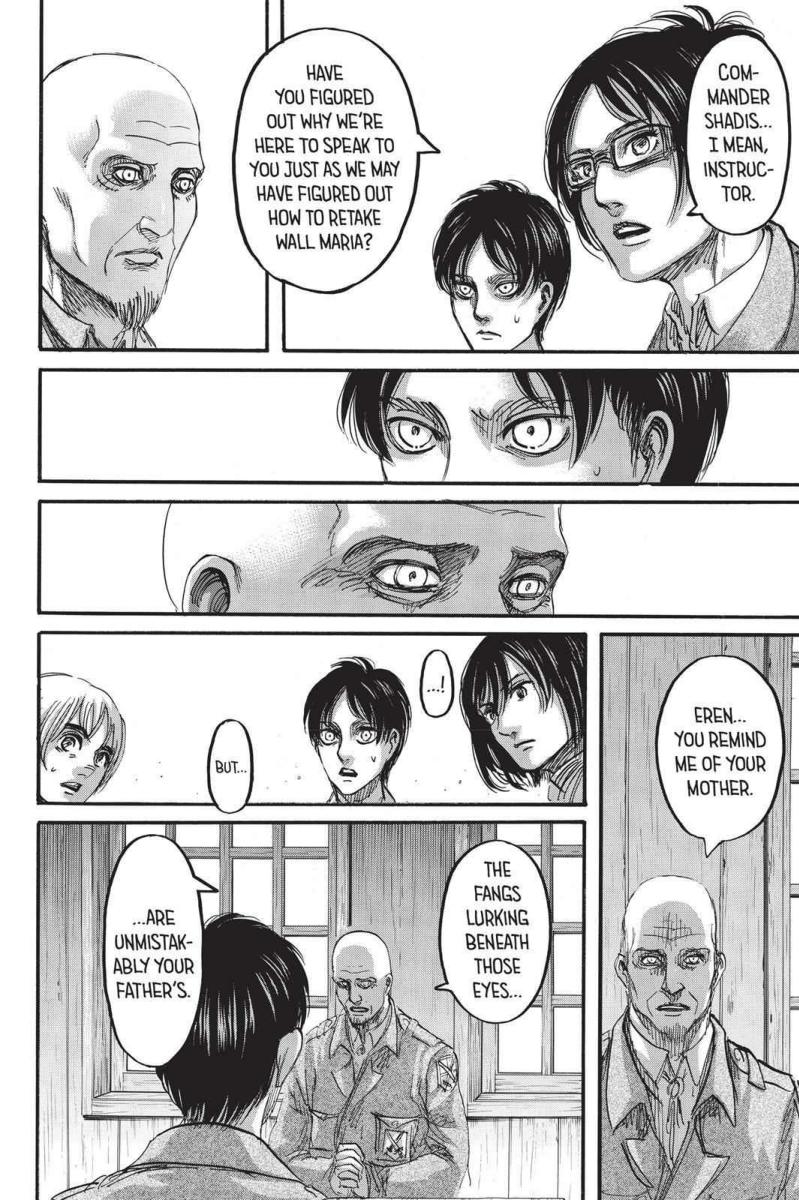 COM-
MANDER
SHADIS...
I MEAN,
INSTRUC-
TOR.
HAVE
YOU FIGURED
OUT WHY WE'RE
HERE TO SPEAK TO
YOU JUST AS WE MAY
HAVE FIGURED OUT
HOW TO RETAKE
WALL MARIA?
EREN...
YOU REMIND
ME OF YOUR
MOTHER.
...!
BUT...
THE
FANGS
LURKING
BENEATH
THOSE
EYES...
...ARE
UNMISTAK-
ABLY YOUR
FATHER'S.